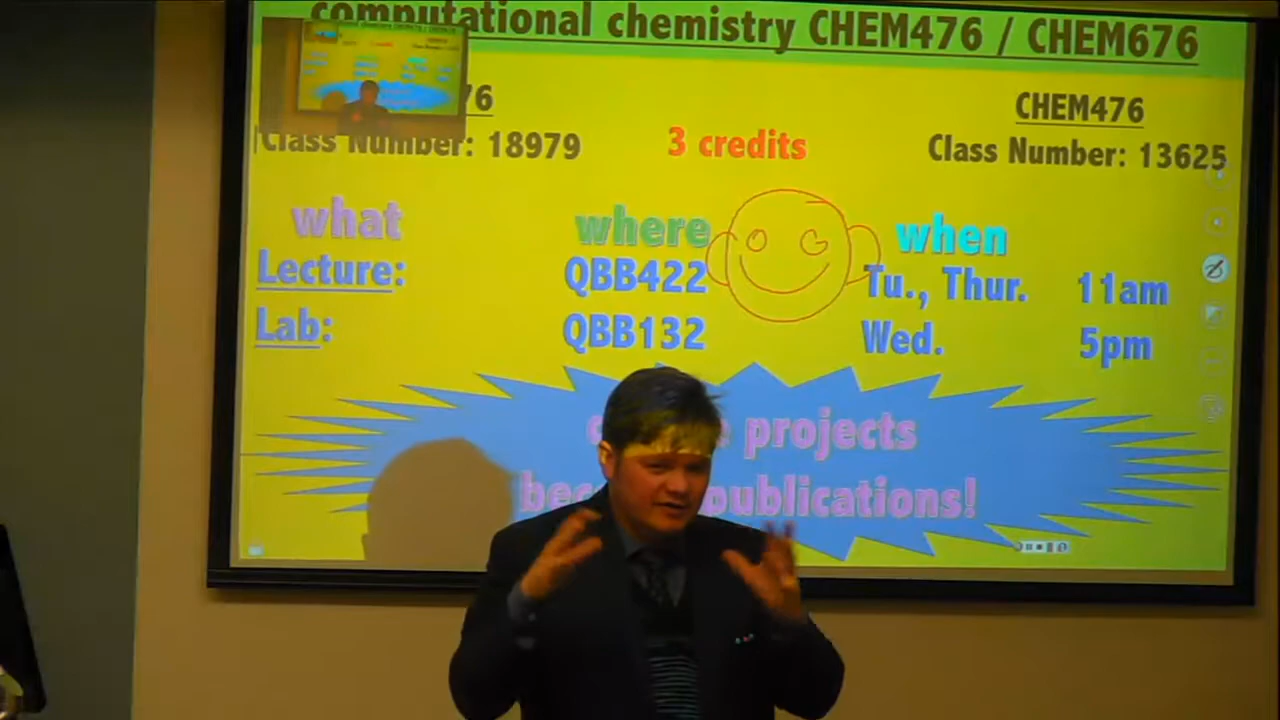 computational chemistry CHEM476 / CHEM676
76
CHEM476
Class Number: 18979
3 credits
Class Number: 13625
what
where
when
Lecture:
QBB422
Tu., Thur.
11am
Lab:
QBB132
Wed.
5pm
projects
publications!